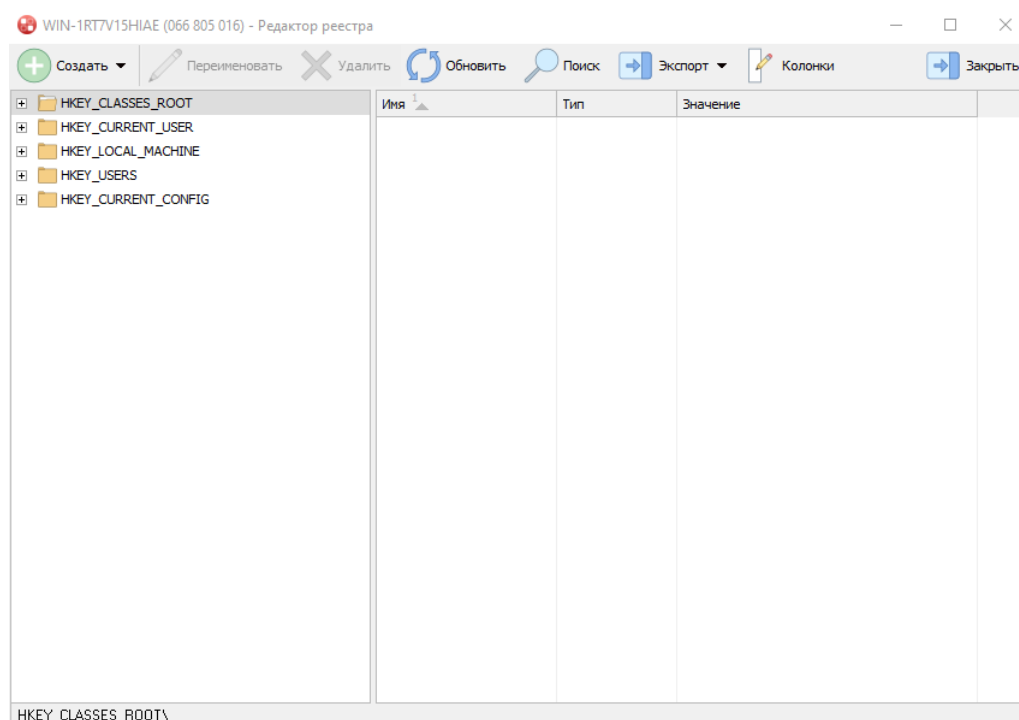 WIN-1RT7V15HIAE (066 805 016) - Редактор реестра
Создать Переименовать Удалить Обновить Поиск Экспорт Колонки Закрыть
HKEY_CLASSES_ROOT
HKEY_CURRENT_USER
HKEY_LOCAL_MACHINE
HKEY_USERS
HKEY_CURRENT_CONFIG
Имя 1 Тип Значение
HKEY_CLASSES_ROOT\